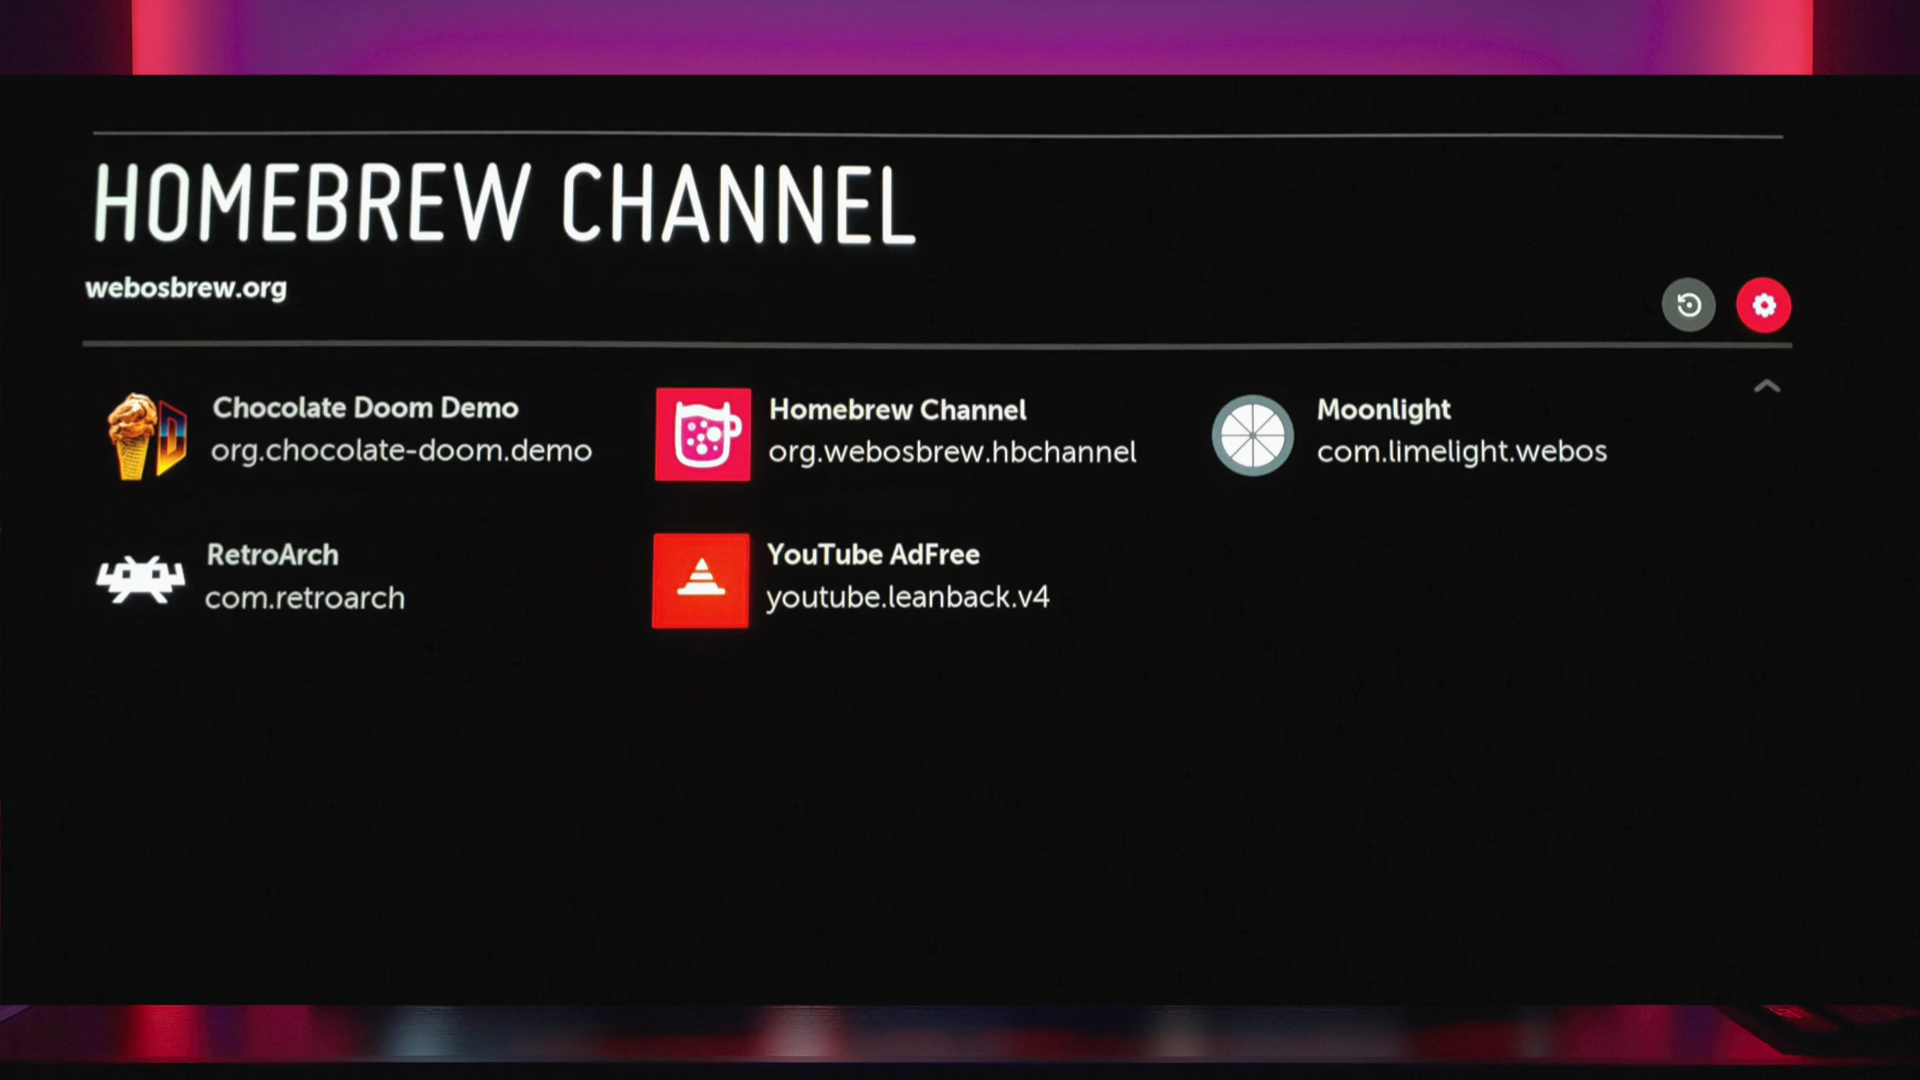 HOMEBREW CHANNEL
webosbrew.org
Chocolate Doom Demo
org.chocolate-doom.demo
Homebrew Channel
org.webosbrew.hbchannel
Moonlight
com.limelight.webos
RetroArch
com.retroarch
YouTube AdFree
youtube.leanback.v4